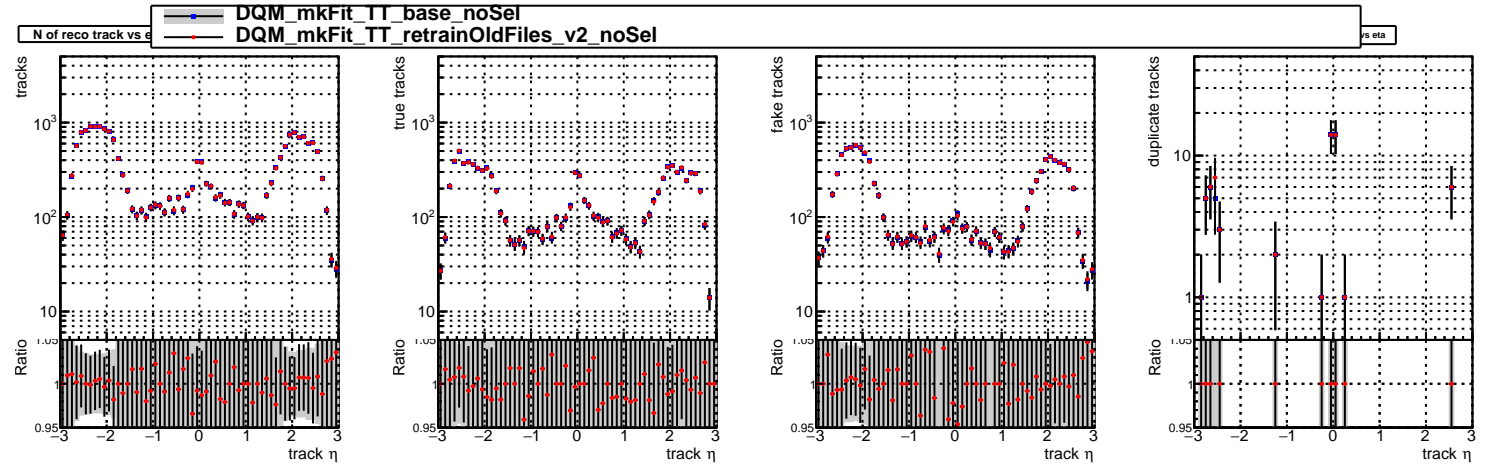 DQM_mkFit_TT_base_noSel
DQM_mkFit_TT_retrainOldFiles_v2_noSel
N of reco track vs e
vs eta
tracks
10³
10²
10
Ratio
1.05
1
0.95
−3 −2 −1 0 1 2 3
track η
true tracks
10³
10²
10
Ratio
1.05
1
0.95
−3 −2 −1 0 1 2 3
track η
fake tracks
10³
10²
10
Ratio
1.05
1
0.95
−3 −2 −1 0 1 2 3
track η
duplicate tracks
10
1
Ratio
1.05
1
0.95
−3 −2 −1 0 1 2 3
track η